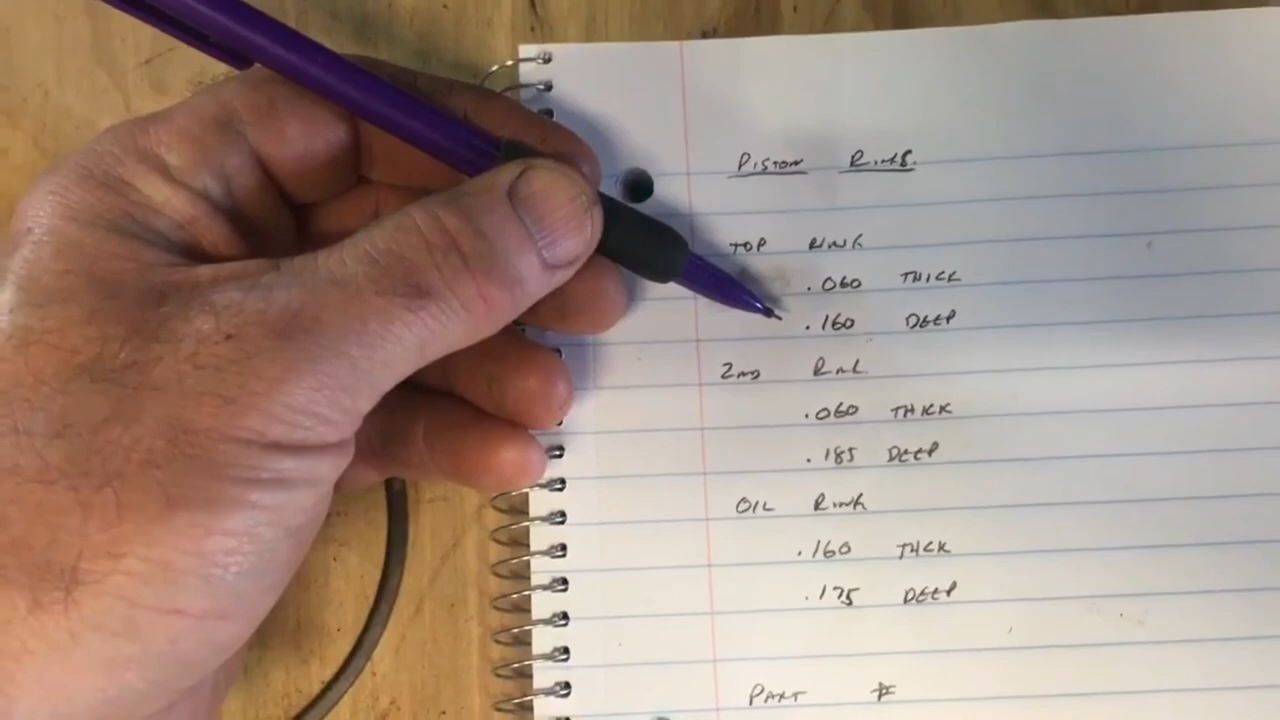 PISTON RINGS.
TOP RING
.060 THICK
.160 DEEP
2ND RING
.060 THICK
.185 DEEP
OIL RING
.160 THCK
.175 DEEP
PART #